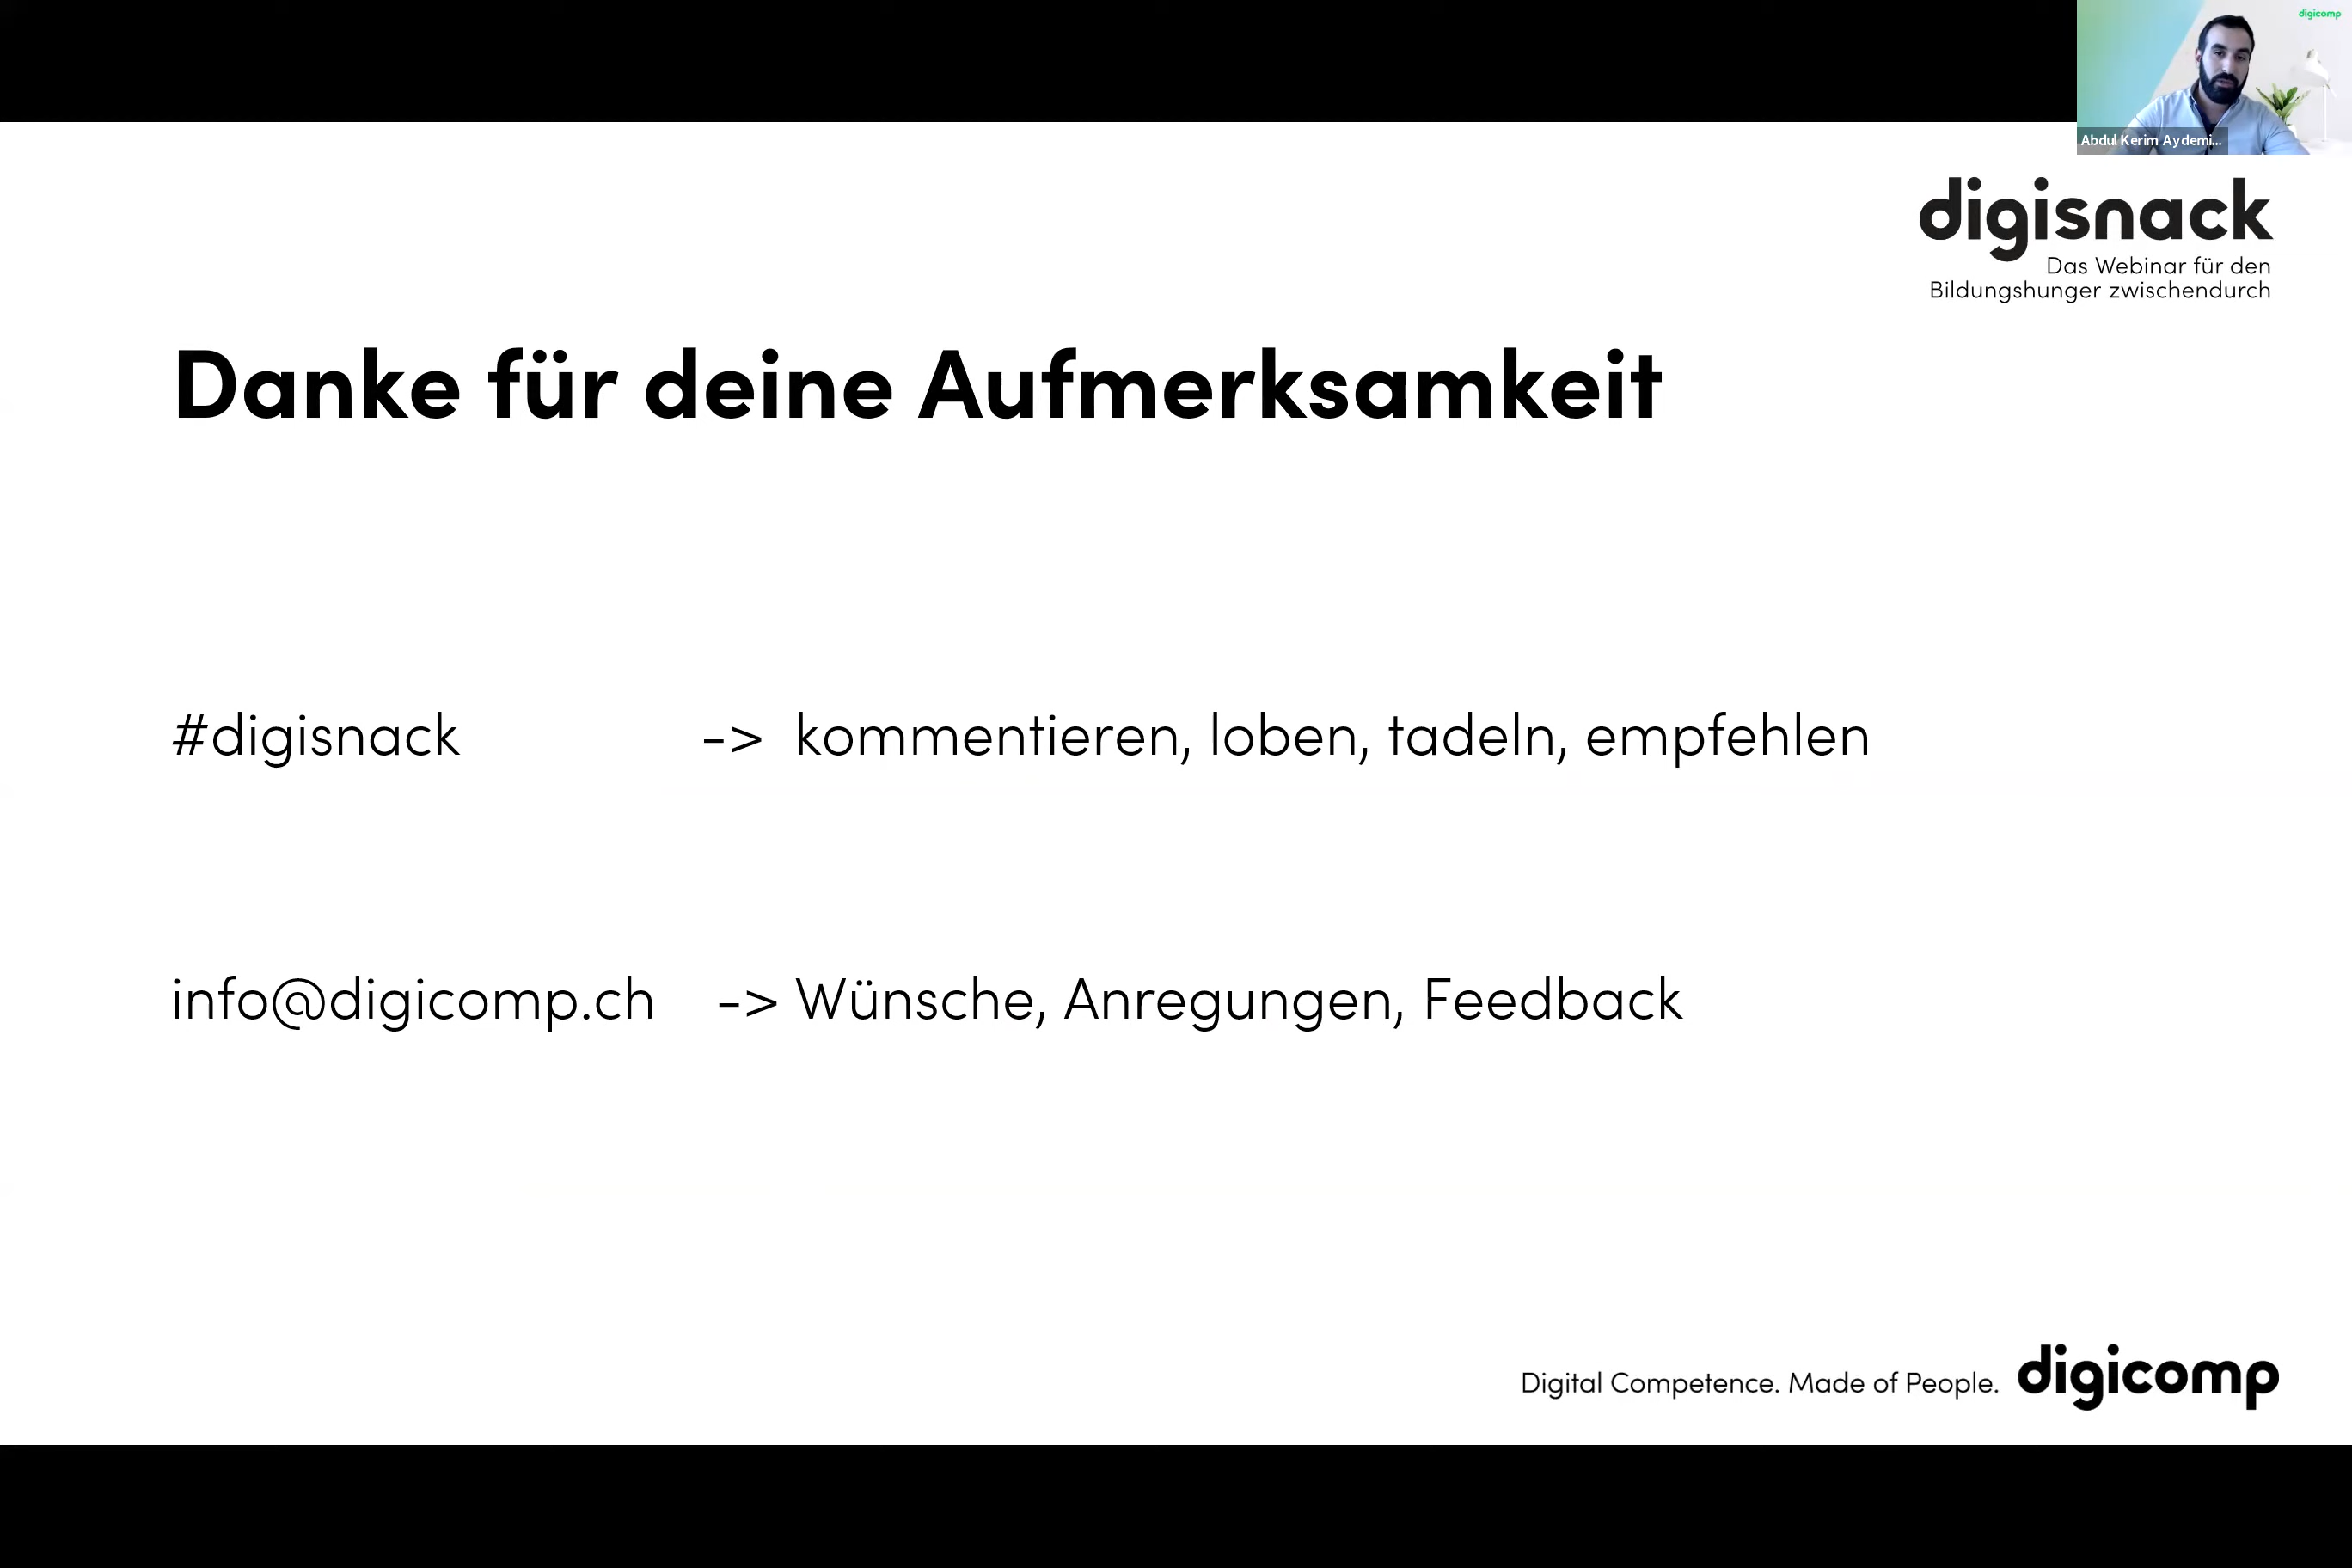 digicomp
Abdul Kerim Aydemi...
digisnack
Das Webinar für den
Bildungshunger zwischendurch
Danke für deine Aufmerksamkeit
#digisnack -> kommentieren, loben, tadeln, empfehlen
info@digicomp.ch -> Wünsche, Anregungen, Feedback
Digital Competence. Made of People. digicomp